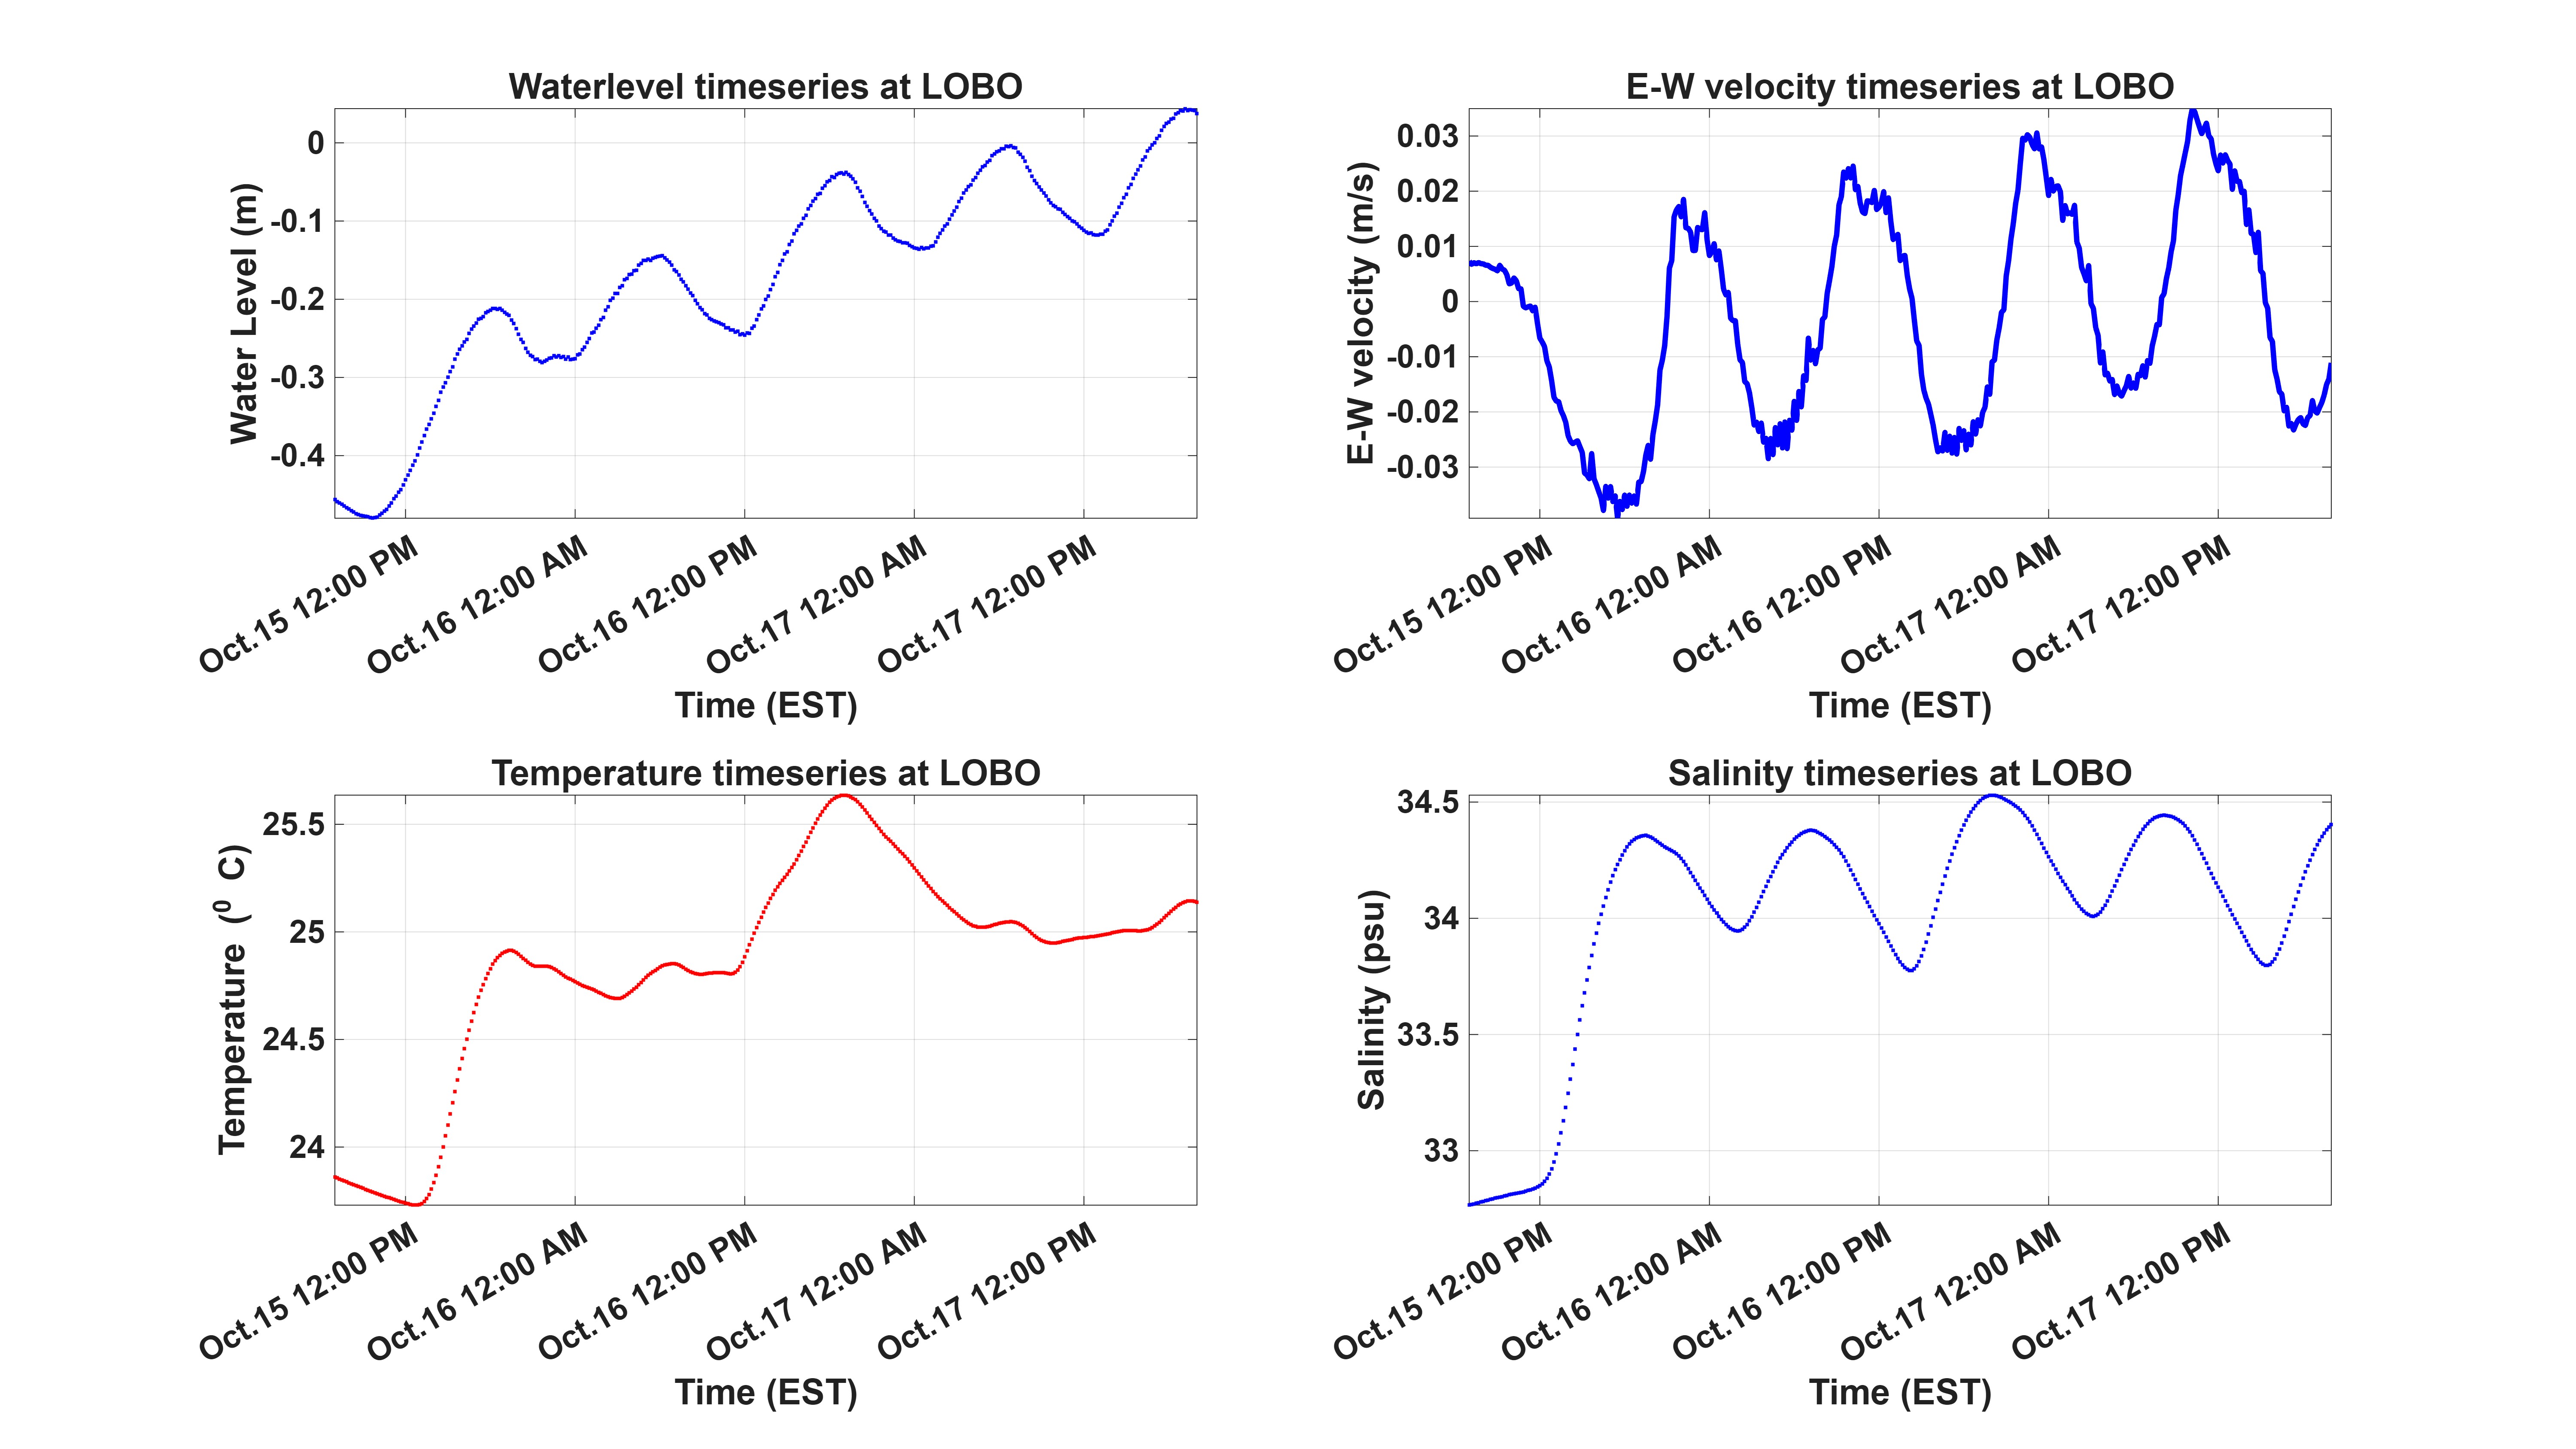 Waterlevel timeseries at LOBO
Water Level (m)
0
-0.1
-0.2
-0.3
-0.4
Oct.15 12:00 PM
Oct.16 12:00 AM
Oct.16 12:00 PM
Oct.17 12:00 AM
Oct.17 12:00 PM
Time (EST)
E-W velocity timeseries at LOBO
E-W velocity (m/s)
0.03
0.02
0.01
0
-0.01
-0.02
-0.03
Oct.15 12:00 PM
Oct.16 12:00 AM
Oct.16 12:00 PM
Oct.17 12:00 AM
Oct.17 12:00 PM
Time (EST)
Temperature timeseries at LOBO
Temperature (⁰ C)
25.5
25
24.5
24
Oct.15 12:00 PM
Oct.16 12:00 AM
Oct.16 12:00 PM
Oct.17 12:00 AM
Oct.17 12:00 PM
Time (EST)
Salinity timeseries at LOBO
Salinity (psu)
34.5
34
33.5
33
Oct.15 12:00 PM
Oct.16 12:00 AM
Oct.16 12:00 PM
Oct.17 12:00 AM
Oct.17 12:00 PM
Time (EST)